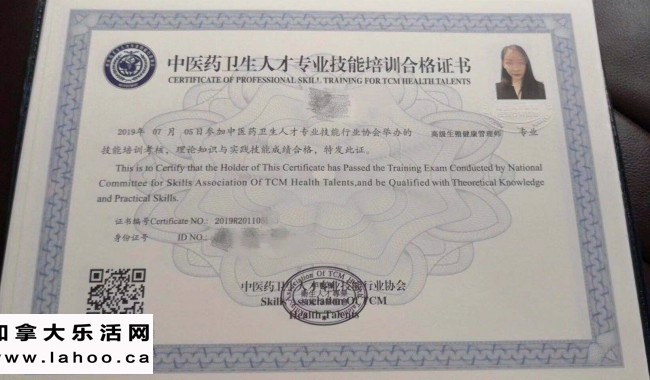 中医药卫生人才专业技能培训合格证书
CERTIFICATE OF PROFESSIONAL SKILL TRAINING FOR TCM HEALTH TALENTS
2019年 07 月 05日参加中医药卫生人才专业技能行业协会举办的 高级生殖健康管理师 专业
技能培训考核，理论知识与实践技能成绩合格，特发此证。
This is to Certify that the Holder of This Certificate has Passed the Training Exam Conducted by National
Committee for Skills Association Of TCM Health Talents,and be Qualified with Theoretical Knowledge
and Practical Skills.
证书编号Certificate NO.: 2019820110
身份证号 ID NO.:
中医药卫生人才专业技能行业协会
Skills Association Of TCM
Health Talents
加拿大乐活网
www.lahoo.ca